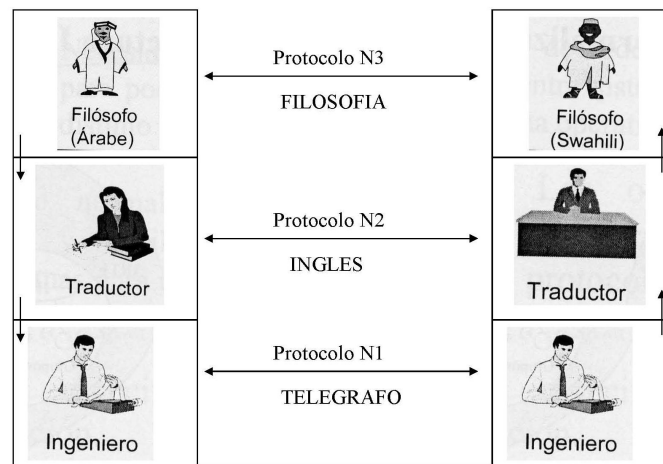 Protocolo N3
FILOSOFIA
Filósofo
(Árabe)
Filósofo
(Swahili)
Protocolo N2
INGLES
Traductor
Traductor
Protocolo N1
TELEGRAFO
Ingeniero
Ingeniero